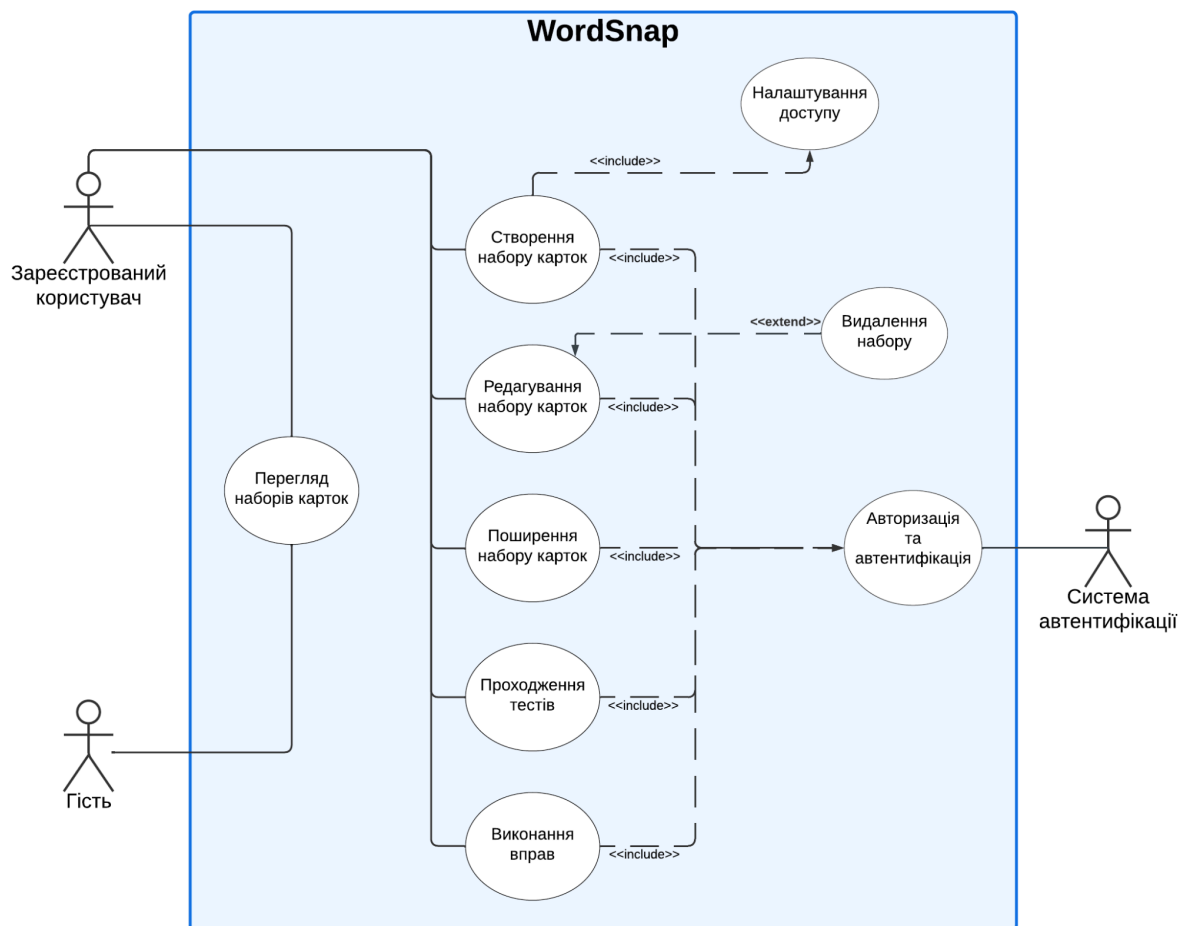 WordSnap
Налаштування
доступу
<<include>>
Створення
набору карток
<<include>>
Зареєстрований
користувач
<<extend>>
Видалення
набору
Редагування
набору карток
<<include>>
Перегляд
наборів карток
Поширення
набору карток
<<include>>
Авторизація
та
автентифікація
Система
автентифікації
Проходження
тестів
<<include>>
Гість
Виконання
вправ
<<include>>